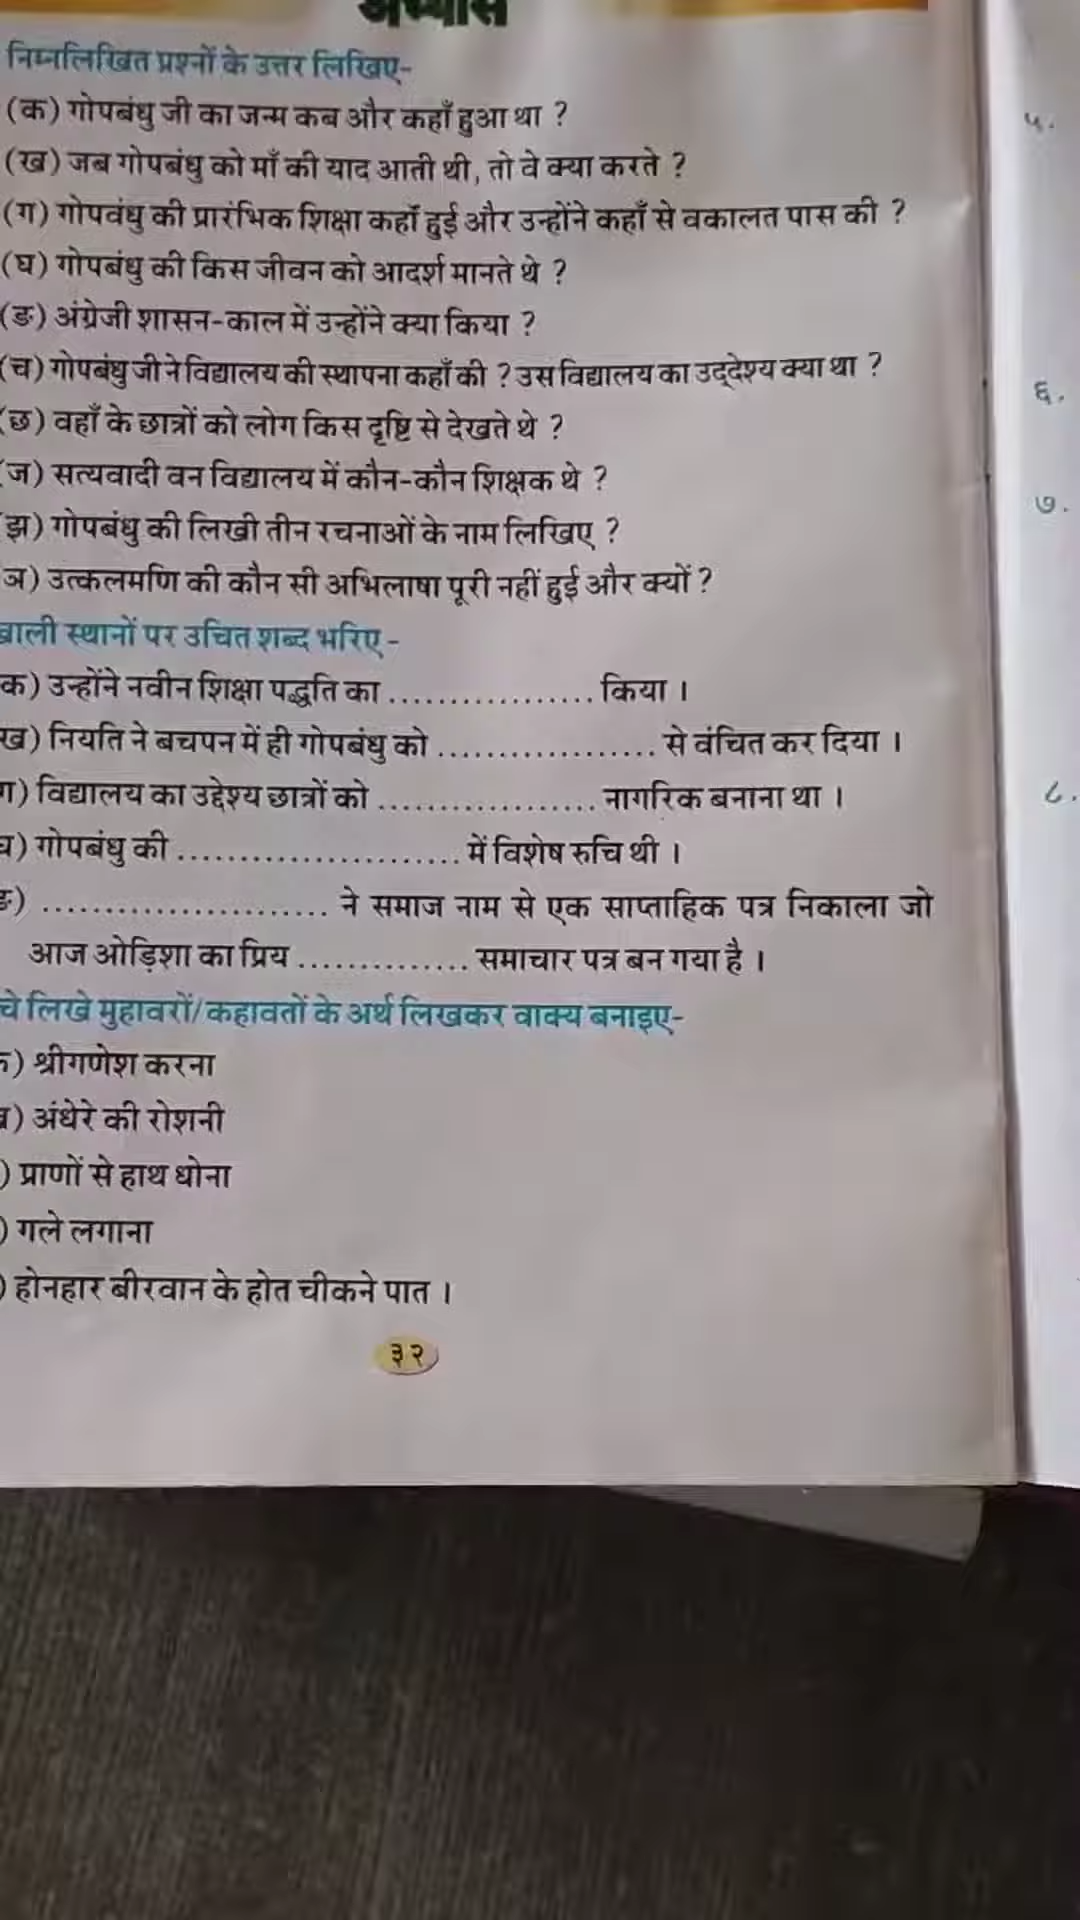 अभ्यास
निम्नलिखित प्रश्नों के उत्तर लिखिए-
(क) गोपबंधु जी का जन्म कब और कहाँ हुआ था ?
(ख) जब गोपबंधु को माँ की याद आती थी, तो वे क्या करते ?
(ग) गोपवंधु की प्रारंभिक शिक्षा कहाँ हुई और उन्होंने कहाँ से वकालत पास की ?
(घ) गोपबंधु की किस जीवन को आदर्श मानते थे ?
(ङ) अंग्रेजी शासन-काल में उन्होंने क्या किया ?
(च) गोपबंधु जी ने विद्यालय की स्थापना कहाँ की ? उस विद्यालय का उद्देश्य क्या था ?
(छ) वहाँ के छात्रों को लोग किस दृष्टि से देखते थे ?
ज) सत्यवादी वन विद्यालय में कौन-कौन शिक्षक थे ?
झ) गोपबंधु की लिखी तीन रचनाओं के नाम लिखिए ?
ञ) उत्कलमणि की कौन सी अभिलाषा पूरी नहीं हुई और क्यों ?
खाली स्थानों पर उचित शब्द भरिए -
क) उन्होंने नवीन शिक्षा पद्धति का ................. किया ।
ख) नियति ने बचपन में ही गोपबंधु को .................. से वंचित कर दिया ।
ग) विद्यालय का उद्देश्य छात्रों को .................. नागरिक बनाना था ।
घ) गोपबंधु की ........................ में विशेष रुचि थी ।
ङ) ........................ ने समाज नाम से एक साप्ताहिक पत्र निकाला जो
आज ओड़िशा का प्रिय .............. समाचार पत्र बन गया है ।
चे लिखे मुहावरों/कहावतों के अर्थ लिखकर वाक्य बनाइए-
क) श्रीगणेश करना
ख) अंधेरे की रोशनी
) प्राणों से हाथ धोना
) गले लगाना
) होनहार बीरवान के होत चीकने पात ।
३२
५.
६.
७.
८.